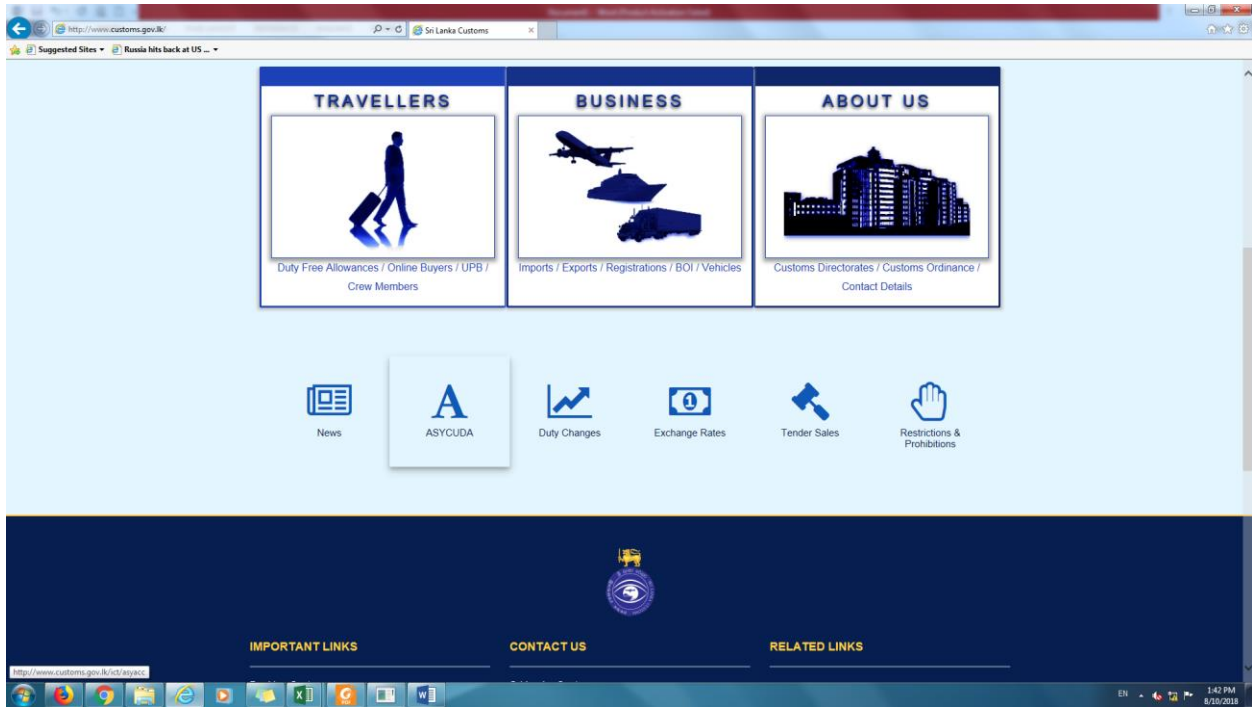 http://www.customs.gov.lk/
Sri Lanka Customs
Suggested Sites
Russia hits back at US ...
TRAVELLERS
Duty Free Allowances / Online Buyers / UPB /
Crew Members
BUSINESS
Imports / Exports / Registrations / BOI / Vehicles
ABOUT US
Customs Directorates / Customs Ordinance /
Contact Details
News
A
ASYCUDA
Duty Changes
1
Exchange Rates
Tender Sales
Restrictions &
Prohibitions
IMPORTANT LINKS
CONTACT US
RELATED LINKS
http://www.customs.gov.lk/ict/asyacc
EN
1:42 PM
8/10/2018